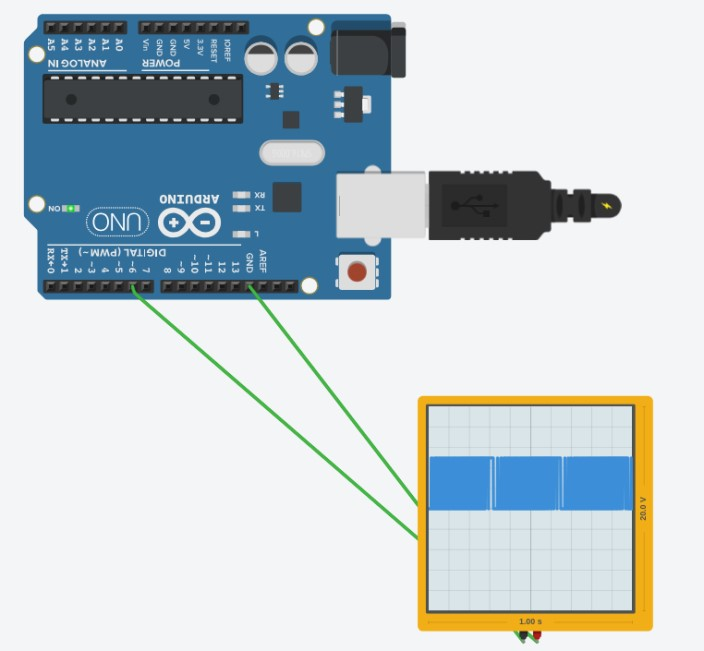 A5 A4 A3 A2 A1 A0
Vin GND GND 5V 3.3V RESET IOREF
ANALOG IN
POWER
ON
UNO
ARDUINO
RX
TX
L
DIGITAL (PWM~)
RX←0 TX→1 2 ~3 4 ~5 ~6 7
8 ~9 ~10 ~11 12 13 GND AREF
20.0 V
1.00 s